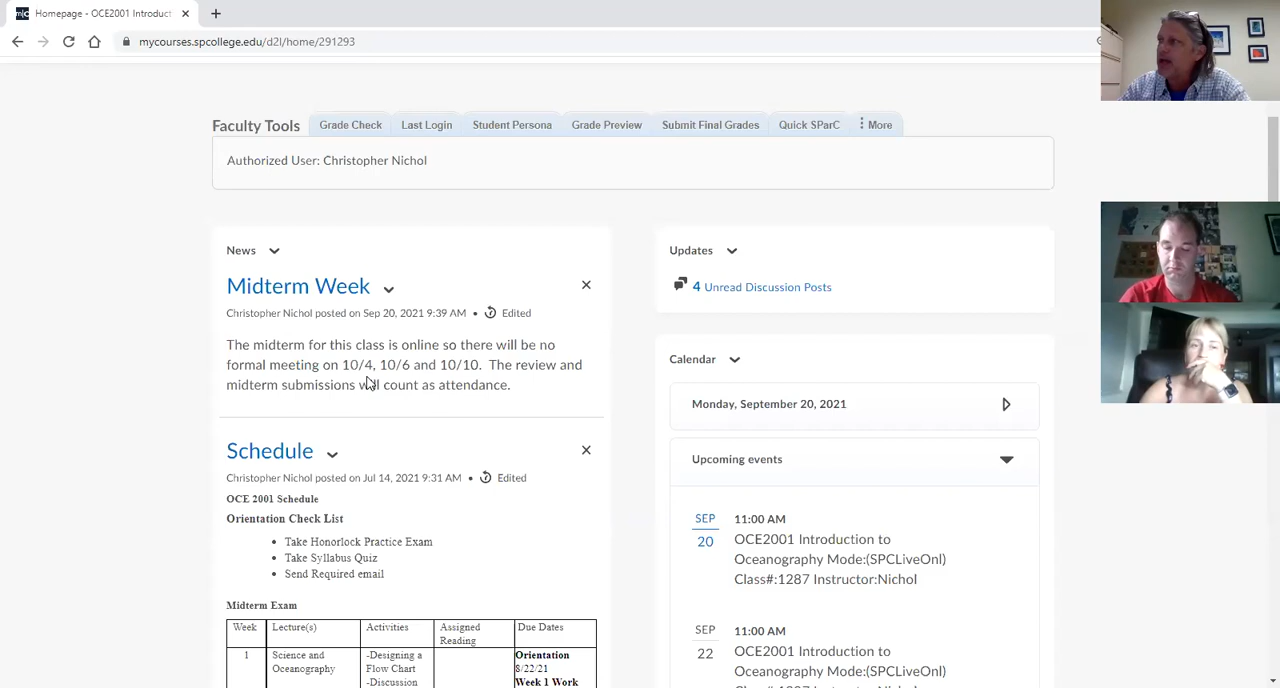 Homepage - OCE2001 Introduct
mycourses.spcollege.edu/d2l/home/291293
Faculty Tools
Grade Check
Last Login
Student Persona
Grade Preview
Submit Final Grades
Quick SParC
More
Authorized User: Christopher Nichol
News
Midterm Week
Christopher Nichol posted on Sep 20, 2021 9:39 AM • Edited
The midterm for this class is online so there will be no
formal meeting on 10/4, 10/6 and 10/10. The review and
midterm submissions will count as attendance.
Schedule
Christopher Nichol posted on Jul 14, 2021 9:31 AM • Edited
OCE 2001 Schedule
Orientation Check List
• Take Honorlock Practice Exam
• Take Syllabus Quiz
• Send Required email
Midterm Exam
Week Lecture(s) Activities Assigned Due Dates
Reading
1 Science and -Designing a Orientation
Oceanography Flow Chart 8/22/21
-Discussion Week 1 Work
Updates
4 Unread Discussion Posts
Calendar
Monday, September 20, 2021
Upcoming events
SEP 11:00 AM
20 OCE2001 Introduction to
Oceanography Mode:(SPCLiveOnl)
Class#:1287 Instructor:Nichol
SEP 11:00 AM
22 OCE2001 Introduction to
Oceanography Mode:(SPCLiveOnl)
Class#:1287 Instructor:Nichol